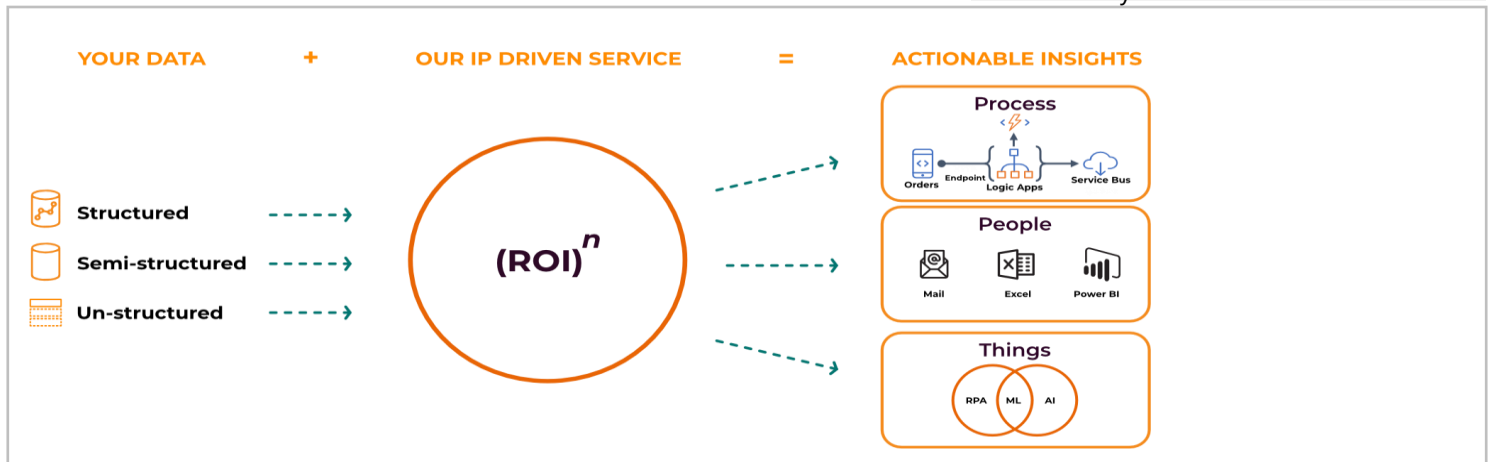 YOUR DATA + OUR IP DRIVEN SERVICE = ACTIONABLE INSIGHTS
Structured
Semi-structured
Un-structured
(ROI)n
Process
< >
Orders
Endpoint
Logic Apps
Service Bus
People
Mail
Excel
Power BI
Things
RPA
ML
AI